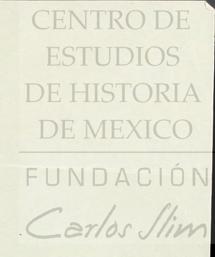 CENTRO DE
ESTUDIOS
DE HISTORIA
DE MEXICO
FUNDACIÓN
Carlos Slim